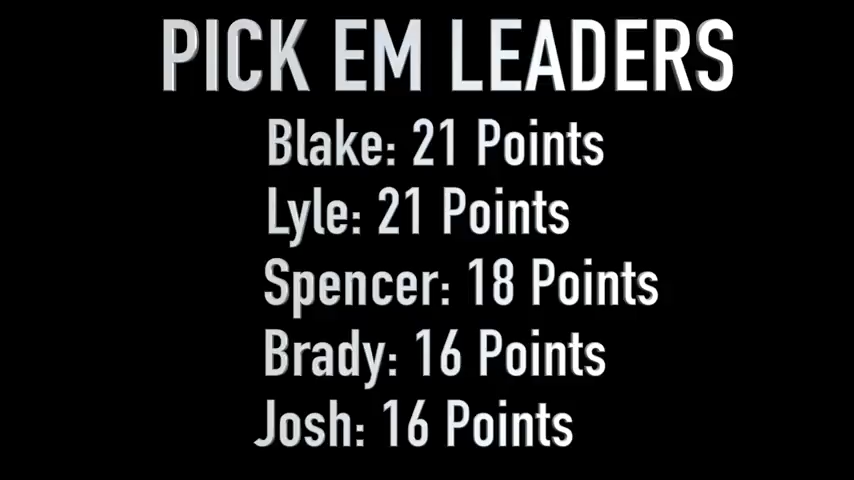 PICK EM LEADERS
Blake: 21 Points
Lyle: 21 Points
Spencer: 18 Points
Brady: 16 Points
Josh: 16 Points